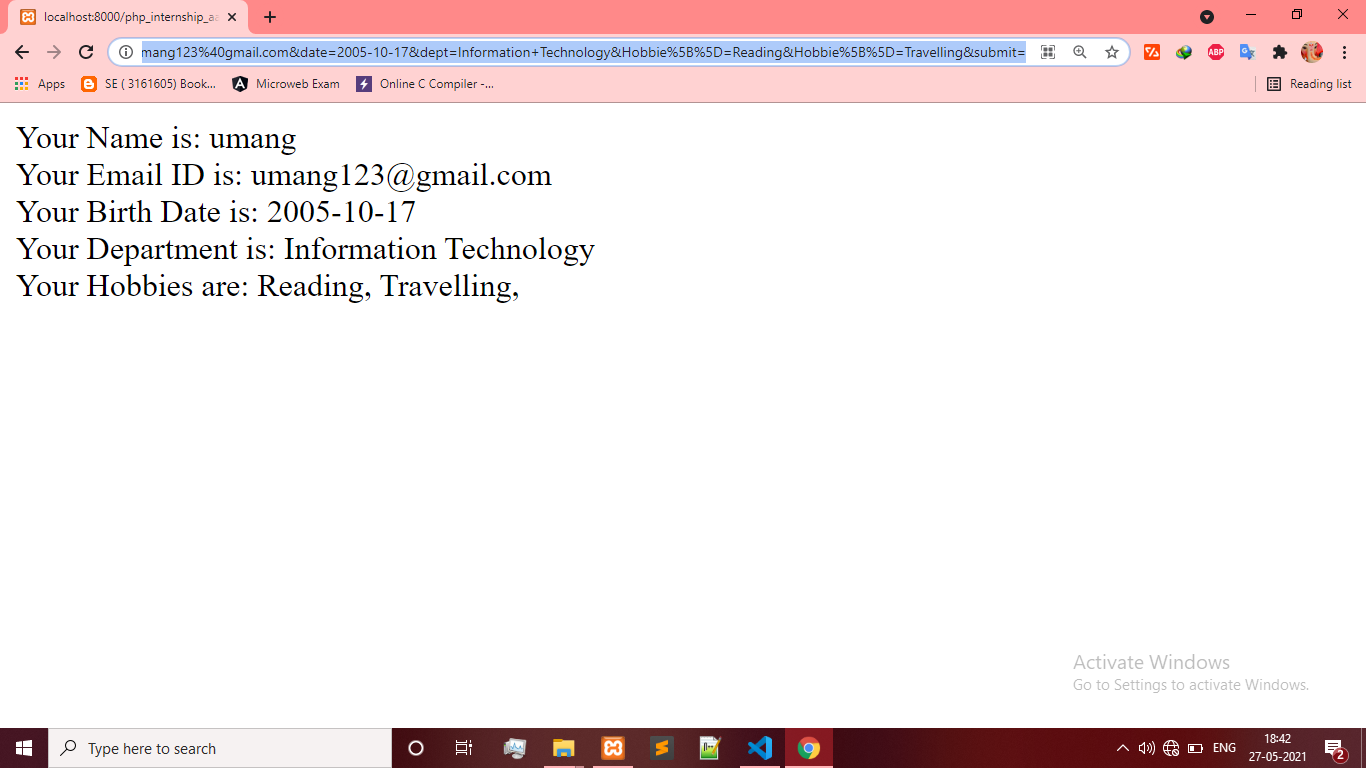 localhost:8000/php_internship_aa
mang123%40gmail.com&date=2005-10-17&dept=Information+Technology&Hobbie%5B%5D=Reading&Hobbie%5B%5D=Travelling&submit=
ABP
Apps SE ( 3161605) Book... Microweb Exam Online C Compiler -... Reading list
Your Name is: umang
Your Email ID is: umang123@gmail.com
Your Birth Date is: 2005-10-17
Your Department is: Information Technology
Your Hobbies are: Reading, Travelling,
Activate Windows
Go to Settings to activate Windows.
Type here to search
ENG
18:42
27-05-2021
2